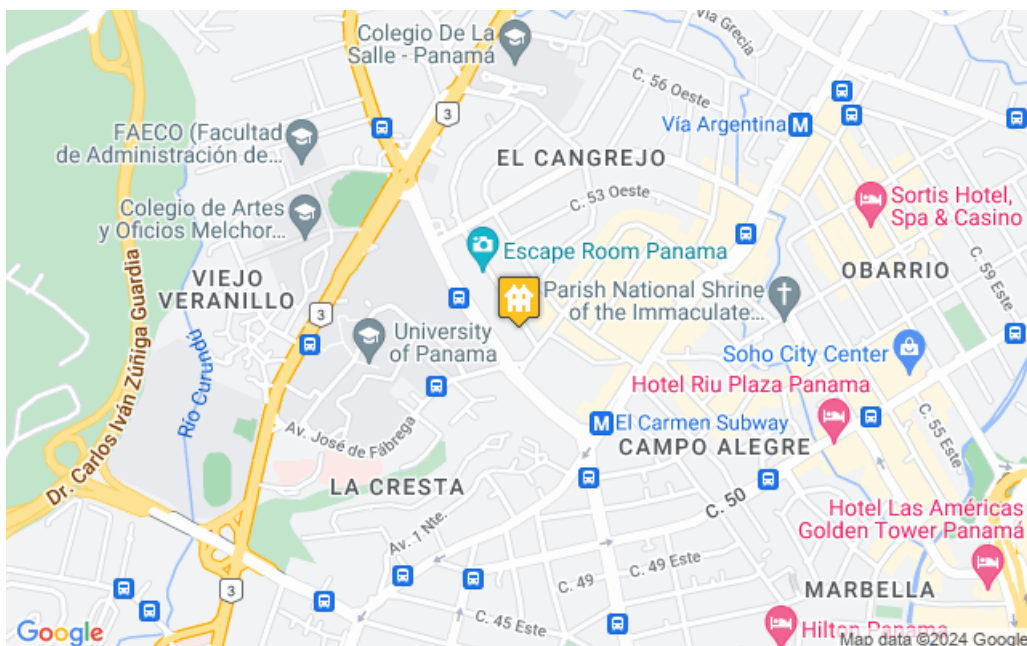 Vía Grecia
Colegio De La
Salle - Panamá
C. 56 Oeste
3
Vía Argentina
M
FAECO (Facultad
de Administración de...
EL CANGREJO
C. 53 Oeste
Sortis Hotel,
Spa & Casino
Colegio de Artes
y Oficios Melchor...
Escape Room Panama
C. 59 Este
OBARRIO
VIEJO
VERANILLO
Parish National Shrine
of the Immaculate...
3
University
of Panama
Soho City Center
Dr. Carlos Iván Zúñiga Guardia
Río Curundú
Hotel Riu Plaza Panama
M
El Carmen Subway
C. 55 Este
Av. José de Fábrega
CAMPO ALEGRE
LA CRESTA
C. 50
Hotel Las Américas
Golden Tower Panamá
Av. 1 Nte.
C. 49 Este
C. 49
3
MARBELLA
C. 45 Este
Google
Hilton Panama
Map data ©2024 Google